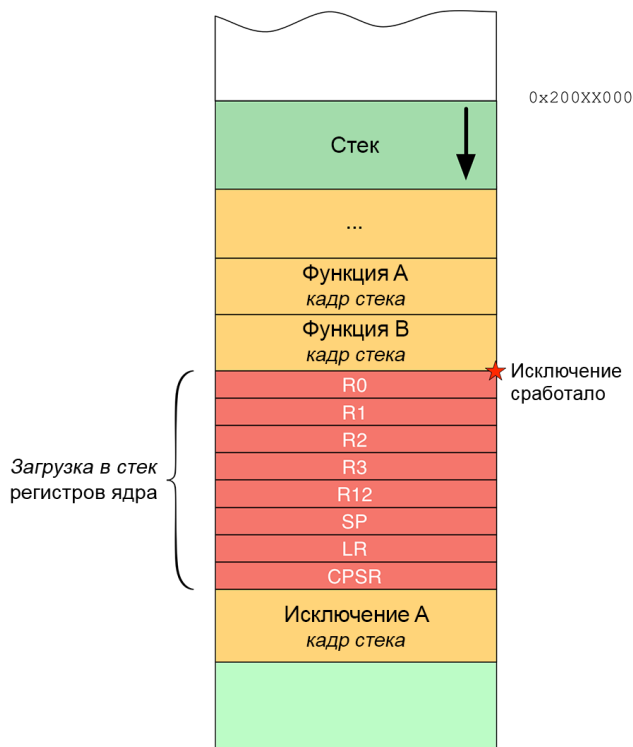 0x200XX000
Стек
...
Функция A
кадр стека
Функция B
кадр стека
Исключение
сработало
R0
R1
R2
R3
R12
SP
LR
CPSR
Загрузка в стек
регистров ядра
Исключение A
кадр стека